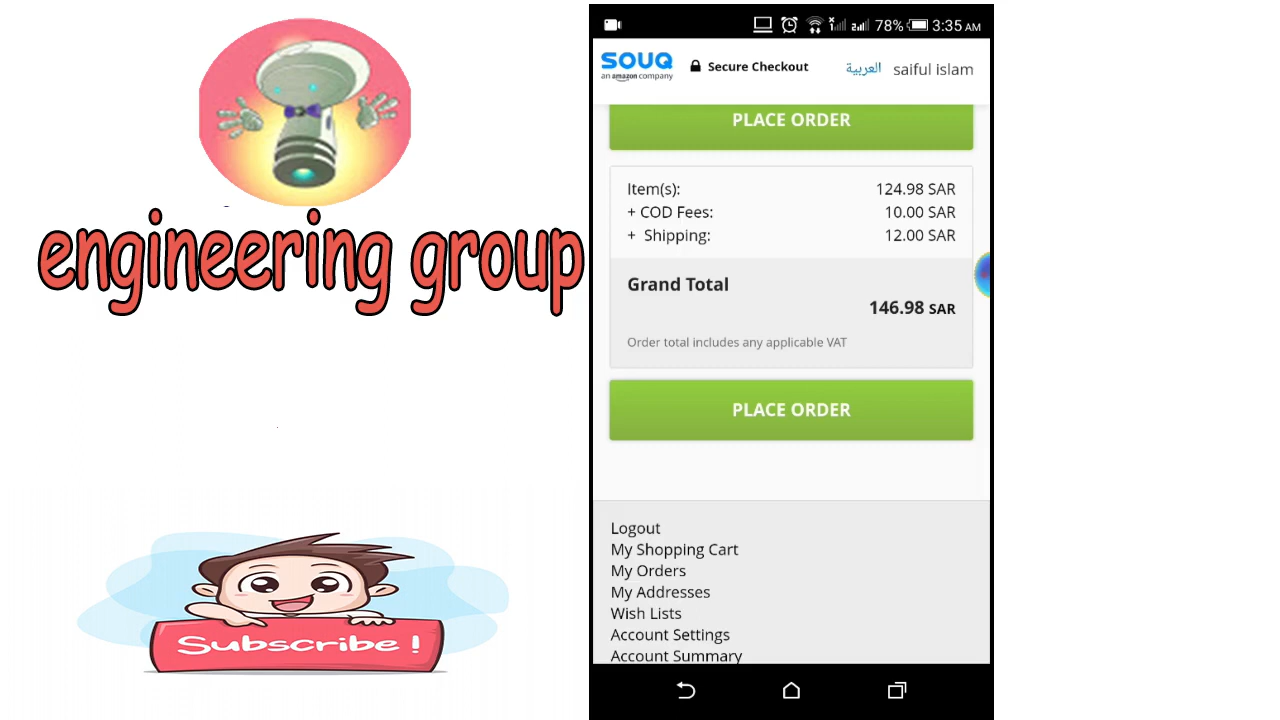 engineering group
Subscribe !
78% 3:35 AM
SOUQ
an amazon company
Secure Checkout
العربية
saiful islam
PLACE ORDER
Item(s): 124.98 SAR
+ COD Fees: 10.00 SAR
+ Shipping: 12.00 SAR
Grand Total
146.98 SAR
Order total includes any applicable VAT
PLACE ORDER
Logout
My Shopping Cart
My Orders
My Addresses
Wish Lists
Account Settings
Account Summary